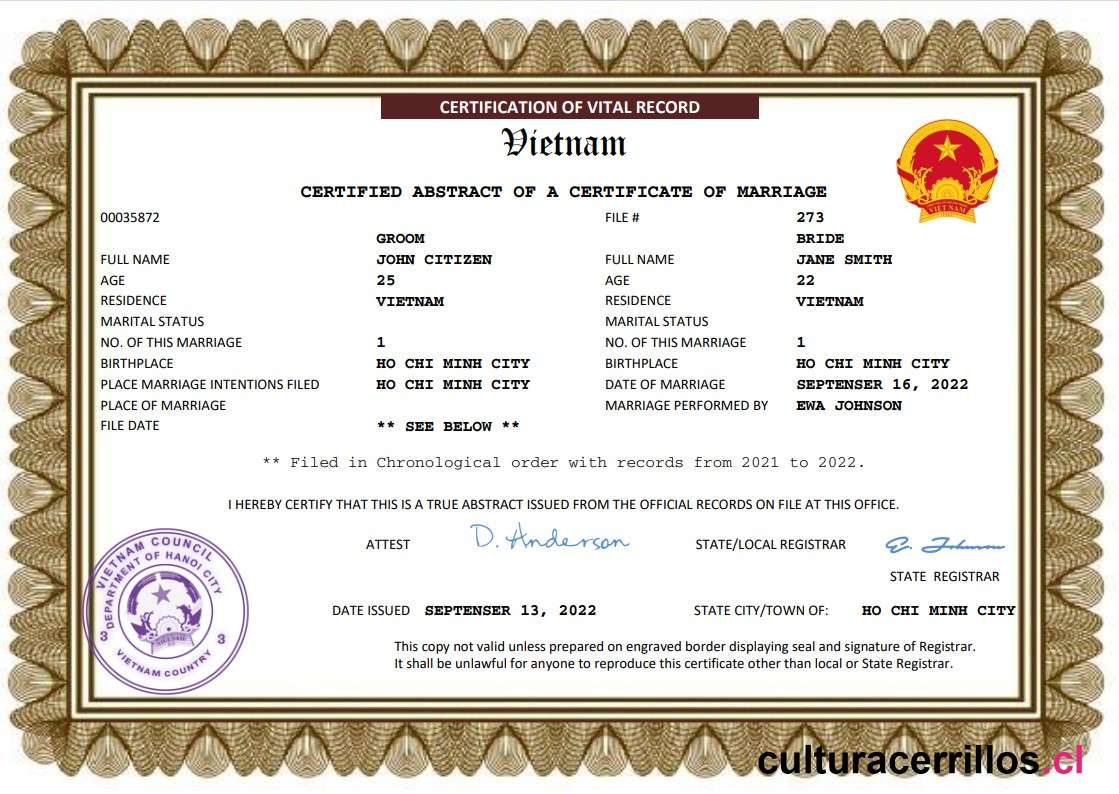 CERTIFICATION OF VITAL RECORD
Vietnam
VIET NAM
CERTIFIED ABSTRACT OF A CERTIFICATE OF MARRIAGE
00035872 FILE # 273
GROOM BRIDE
FULL NAME JOHN CITIZEN FULL NAME JANE SMITH
AGE 25 AGE 22
RESIDENCE VIETNAM RESIDENCE VIETNAM
MARITAL STATUS MARITAL STATUS
NO. OF THIS MARRIAGE 1 NO. OF THIS MARRIAGE 1
BIRTHPLACE HO CHI MINH CITY BIRTHPLACE HO CHI MINH CITY
PLACE MARRIAGE INTENTIONS FILED HO CHI MINH CITY DATE OF MARRIAGE SEPTENSER 16, 2022
PLACE OF MARRIAGE MARRIAGE PERFORMED BY EWA JOHNSON
FILE DATE ** SEE BELOW **
** Filed in Chronological order with records from 2021 to 2022.
I HEREBY CERTIFY THAT THIS IS A TRUE ABSTRACT ISSUED FROM THE OFFICIAL RECORDS ON FILE AT THIS OFFICE.
ATTEST D. Anderson STATE/LOCAL REGISTRAR E. Johnson
STATE REGISTRAR
DATE ISSUED SEPTENSER 13, 2022 STATE CITY/TOWN OF: HO CHI MINH CITY
This copy not valid unless prepared on engraved border displaying seal and signature of Registrar.
It shall be unlawful for anyone to reproduce this certificate other than local or State Registrar.
VIETNAM COUNCIL
DEPARTMENT OF HANOI CITY
3 3
VIETNAM COUNTRY
culturacerrillos.cl